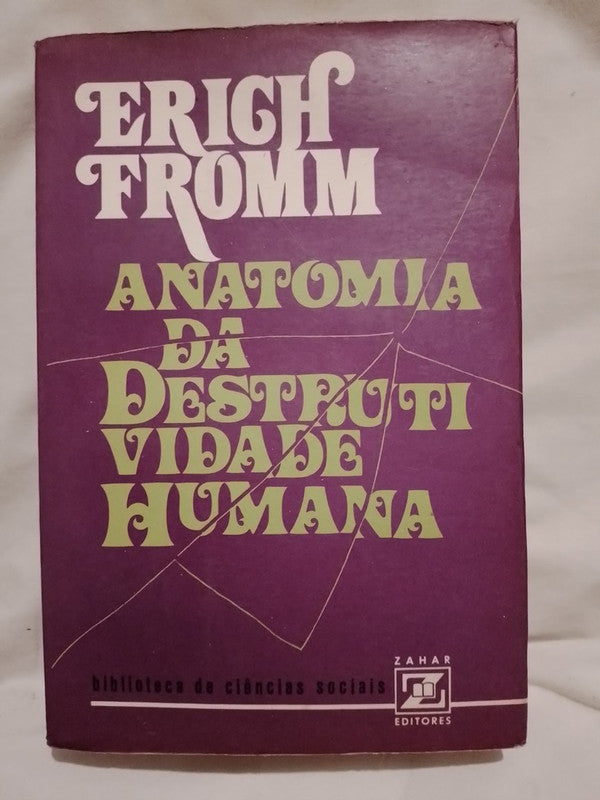 ERICH
FROMM
ANATOMIA
DA
DESTRUTI
VIDADE
HUMANA
biblioteca de ciências sociais
ZAHAR
EDITORES